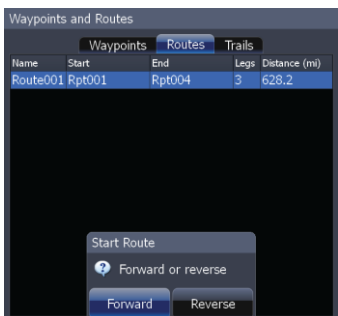 Waypoints and Routes
Waypoints Routes Trails
Name Start End Legs Distance (mi)
Route001 Rpt001 Rpt004 3 628.2
Start Route
? Forward or reverse
Forward Reverse